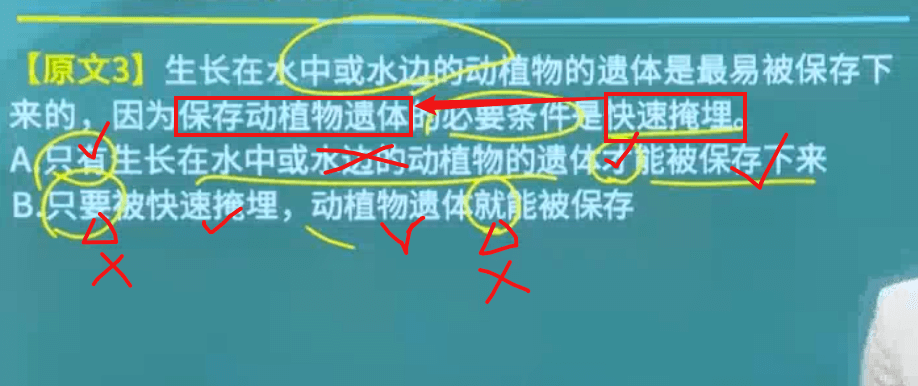 【原文3】生长在水中或水边的动植物的遗体是最易被保存下
来的，因为保存动植物遗体的必要条件是快速掩埋。
A.只有生长在水中或水边的动植物的遗体才能被保存下来
B.只要被快速掩埋，动植物遗体就能被保存